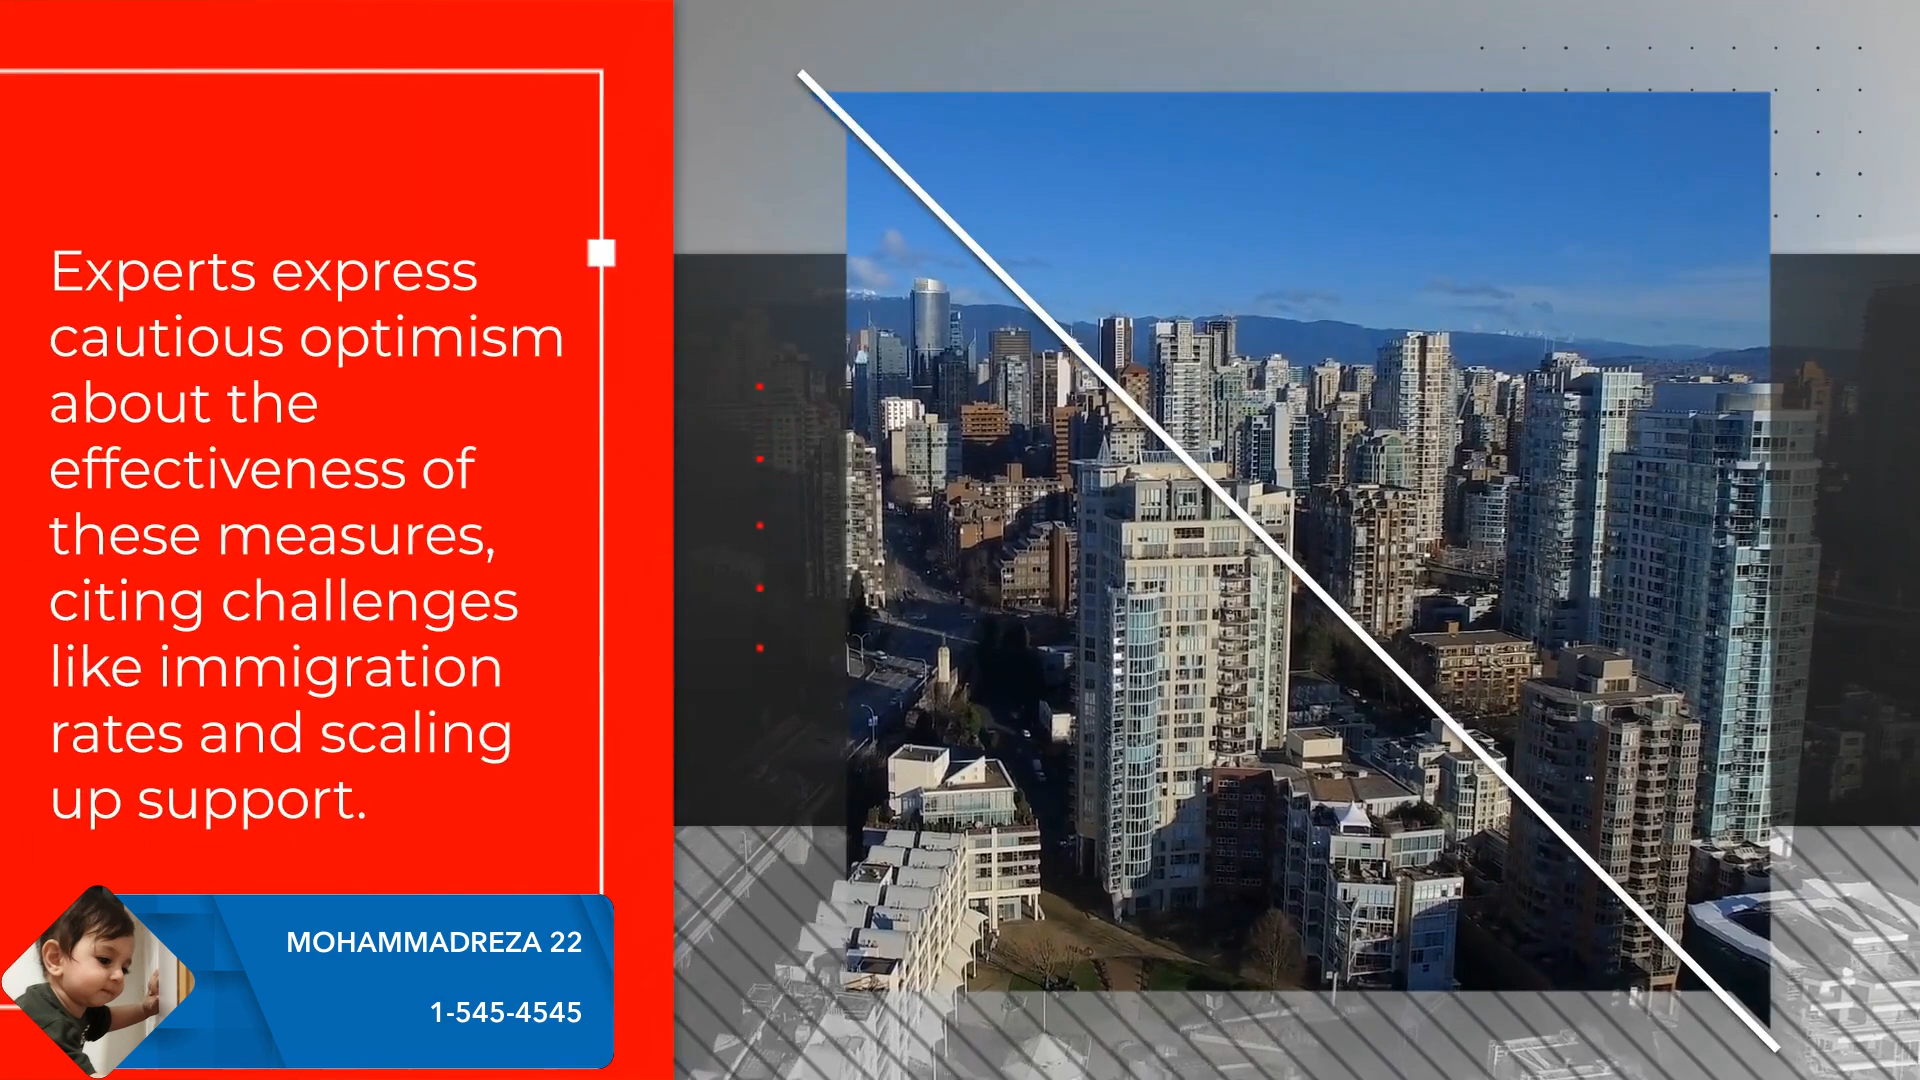 Experts express
cautious optimism
about the
effectiveness of
these measures,
citing challenges
like immigration
rates and scaling
up support.
MOHAMMADREZA 22
1-545-4545